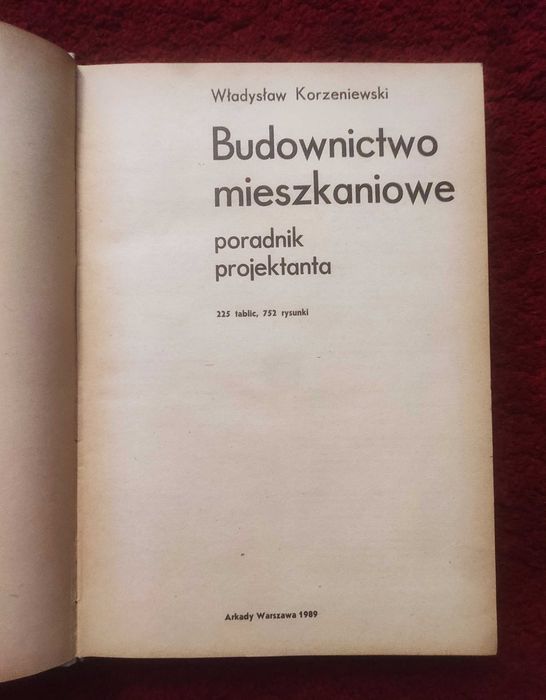 Władysław Korzeniewski
Budownictwo
mieszkaniowe
poradnik
projektanta
225 tablic, 752 rysunki
Arkady Warszawa 1989